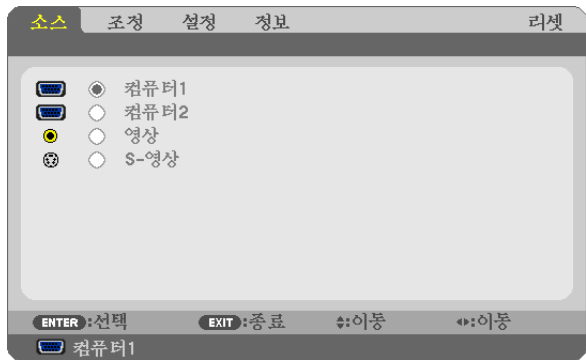 소스 조정 설정 정보 리셋
컴퓨터1
컴퓨터2
영상
S-영상
ENTER:선택 EXIT:종료 :이동 :이동
컴퓨터1